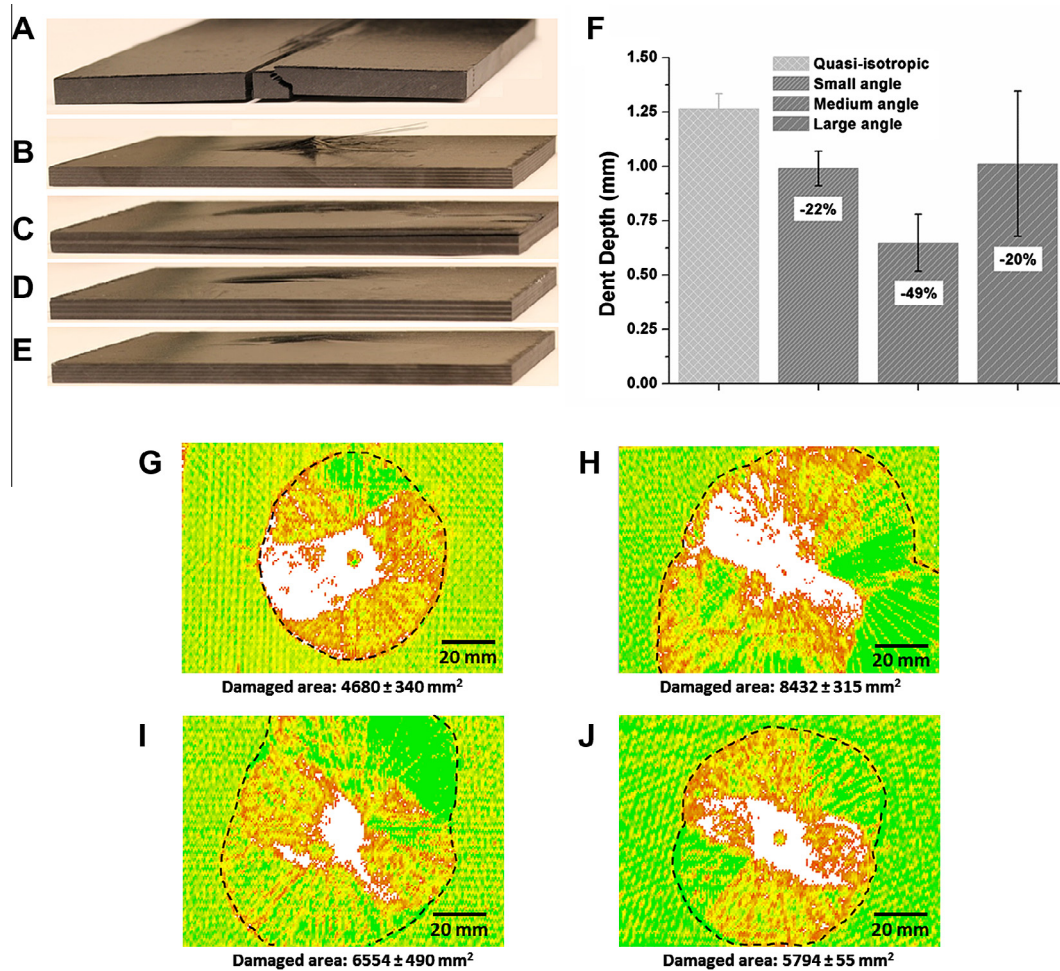 A
B
C
D
E
F
1.50
1.25
1.00
0.75
0.50
0.25
0.00
Dent Depth (mm)
Quasi-isotropic
Small angle
Medium angle
Large angle
-22%
-49%
-20%
G
20 mm
Damaged area: 4680 ± 340 mm²
H
20 mm
Damaged area: 8432 ± 315 mm²
I
20 mm
Damaged area: 6554 ± 490 mm²
J
20 mm
Damaged area: 5794 ± 55 mm²